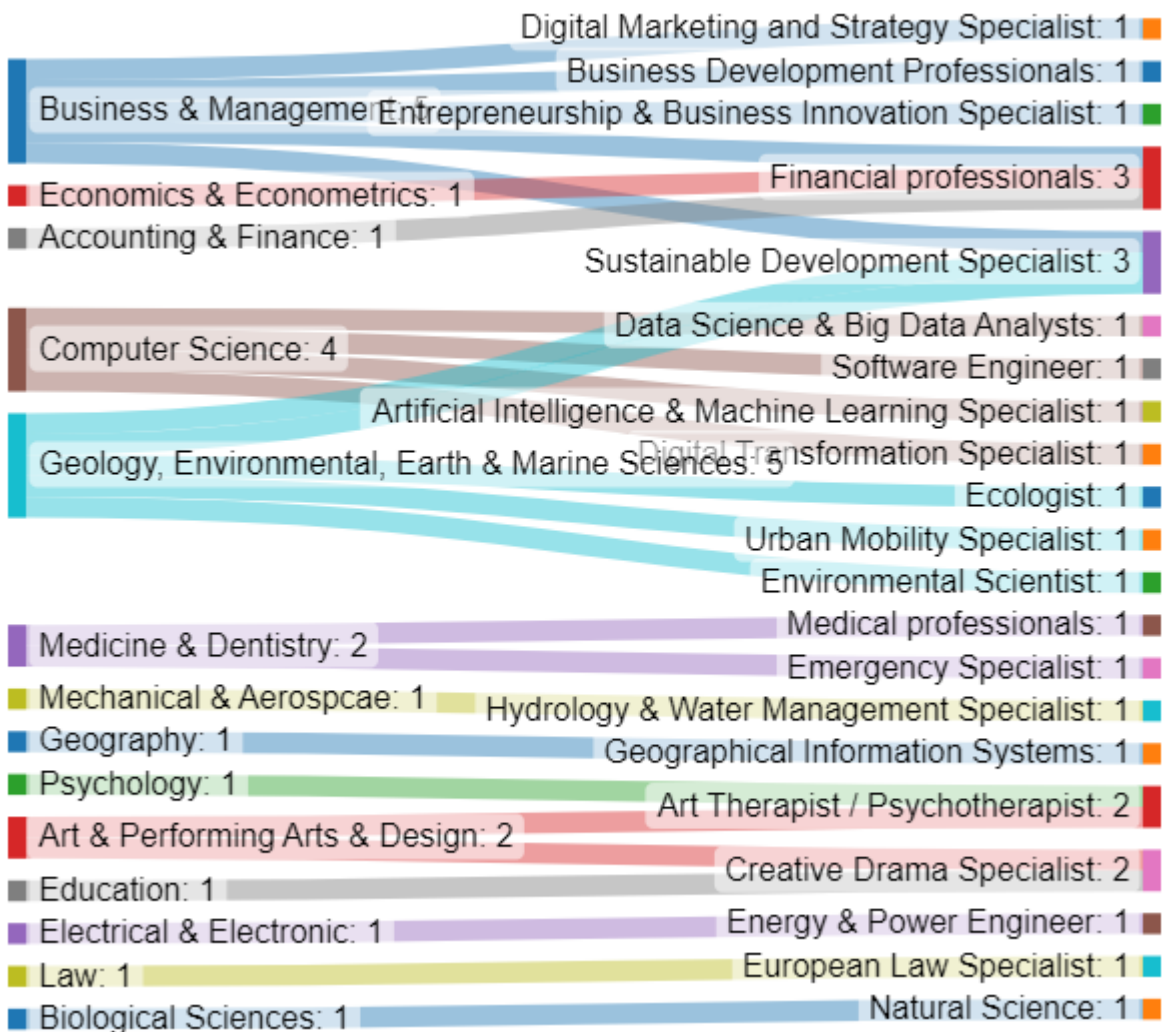 Digital Marketing and Strategy Specialist: 1
Business Development Professionals: 1
Business & Management: 5
Entrepreneurship & Business Innovation Specialist: 1
Financial professionals: 3
Economics & Econometrics: 1
Accounting & Finance: 1
Sustainable Development Specialist: 3
Data Science & Big Data Analysts: 1
Computer Science: 4
Software Engineer: 1
Artificial Intelligence & Machine Learning Specialist: 1
Digital Transformation Specialist: 1
Geology, Environmental, Earth & Marine Sciences: 5
Ecologist: 1
Urban Mobility Specialist: 1
Environmental Scientist: 1
Medical professionals: 1
Medicine & Dentistry: 2
Emergency Specialist: 1
Mechanical & Aerospcae: 1
Hydrology & Water Management Specialist: 1
Geography: 1
Geographical Information Systems: 1
Psychology: 1
Art Therapist / Psychotherapist: 2
Art & Performing Arts & Design: 2
Creative Drama Specialist: 2
Education: 1
Energy & Power Engineer: 1
Electrical & Electronic: 1
European Law Specialist: 1
Law: 1
Natural Science: 1
Biological Sciences: 1